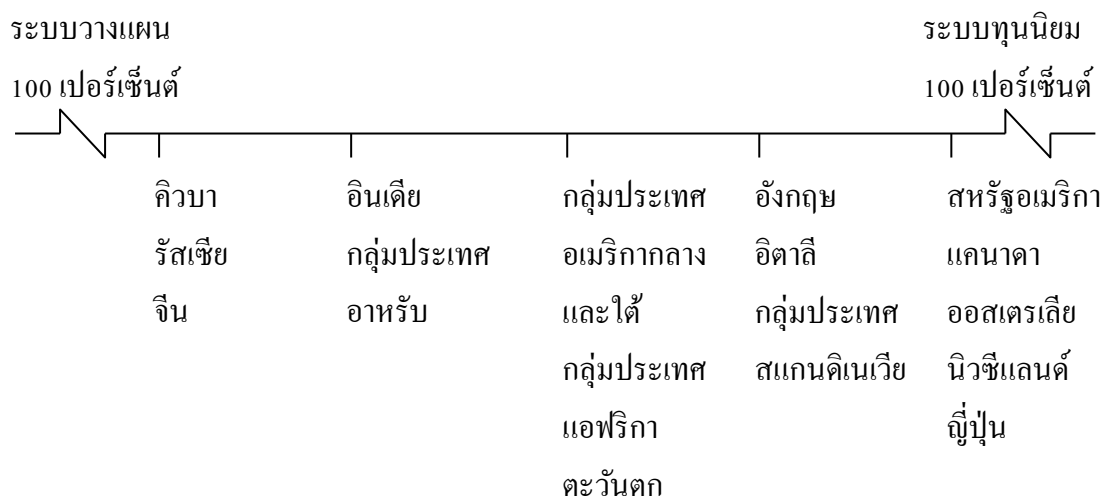 ระบบวางแผน
100 เปอร์เซ็นต์
ระบบทุนนิยม
100 เปอร์เซ็นต์
คิวบา
รัสเซีย
จีน
อินเดีย
กลุ่มประเทศ
อาหรับ
กลุ่มประเทศ
อเมริกากลาง
และใต้
กลุ่มประเทศ
แอฟริกา
ตะวันตก
อังกฤษ
อิตาลี
กลุ่มประเทศ
สแกนดิเนเวีย
สหรัฐอเมริกา
แคนาดา
ออสเตรเลีย
นิวซีแลนด์
ญี่ปุ่น